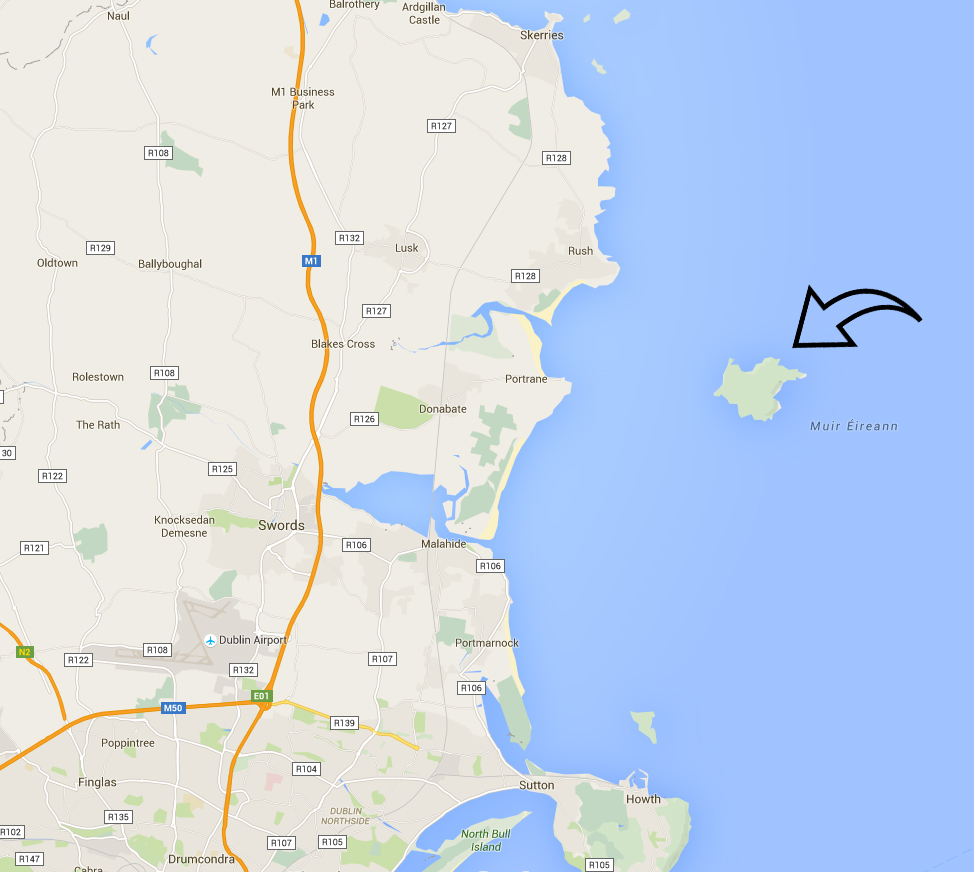 Balrothery
Ardgillan
Castle
Naul
Skerries
M1 Business
Park
R127
R108
R128
R132
Lusk
R129
Rush
Oldtown
Ballyboughal
M1
R128
R127
Blakes Cross
Rolestown
R108
Portrane
Donabate
R126
The Rath
Muir Éireann
30
R125
R122
Knocksedan
Demesne
Swords
R121
R106
Malahide
R106
Dublin Airport
Portmarnock
N2
R108
R122
R107
R132
R106
E01
M50
R139
Poppintree
R104
Finglas
Sutton
Howth
R135
DUBLIN
NORTHSIDE
R102
R107
R105
North Bull
Island
R147
Drumcondra
R105
Cabra